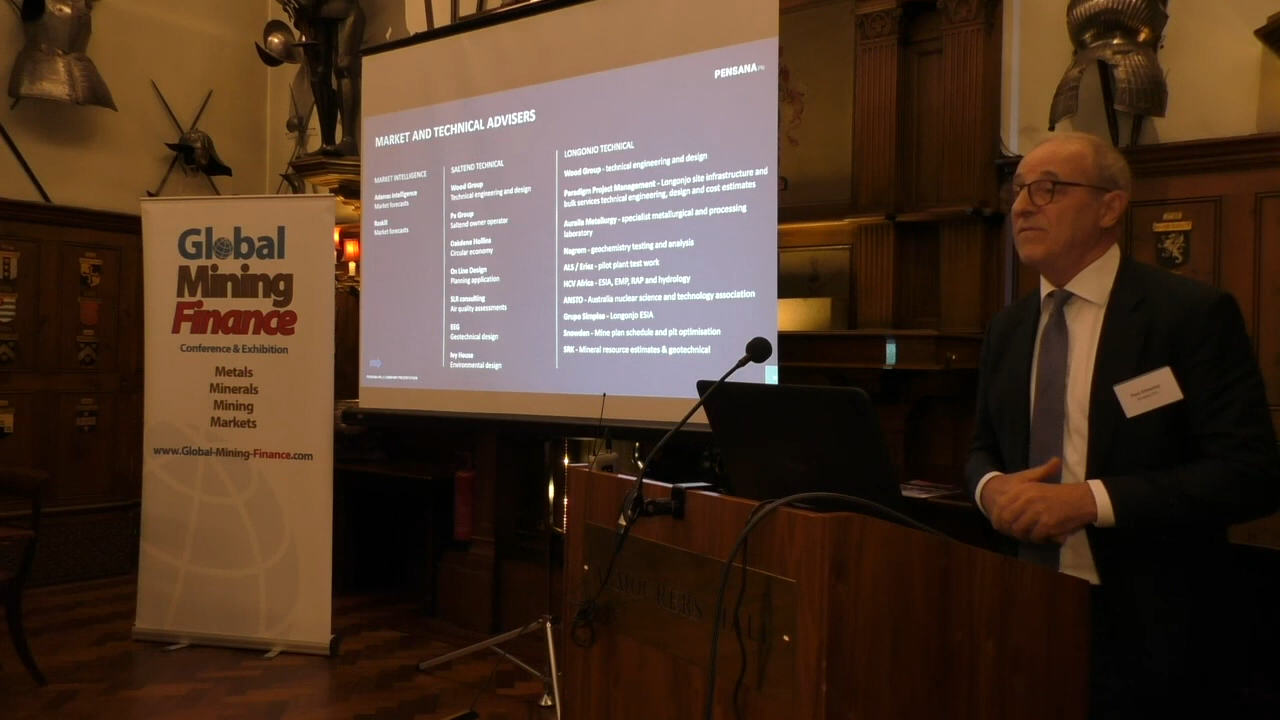 Global
Mining
Finance
Conference & Exhibition
Metals
Minerals
Mining
Markets
www.Global-Mining-Finance.com
PENSANA
MARKET AND TECHNICAL ADVISERS
MARKET INTELLIGENCE
Adamas Intelligence
Market forecasts
Roskill
Market forecasts
SALTEND TECHNICAL
Wood Group
Technical engineering and design
Px Group
Saltend owner operator
Oakdene Hollins
Circular economy
On Line Design
Planning application
SLR consulting
Air quality assessments
EEG
Geotechnical design
Ivy House
Environmental design
LONGONJO TECHNICAL
Wood Group - technical engineering and design
Paradigm Project Management - Longonjo site infrastructure and
bulk services technical engineering, design and cost estimates
Aurelia Metallurgy - specialist metallurgical and processing
laboratory
Nagrom - geochemistry testing and analysis
ALS / Eriez - pilot plant test work
HCV Africa - ESIA, EMP, RAP and hydrology
ANSTO - Australia nuclear science and technology association
Grupo Simples - Longonjo ESIA
Snowden - Mine plan schedule and pit optimisation
SRK - Mineral resource estimates & geotechnical
ARMOURERS HALL